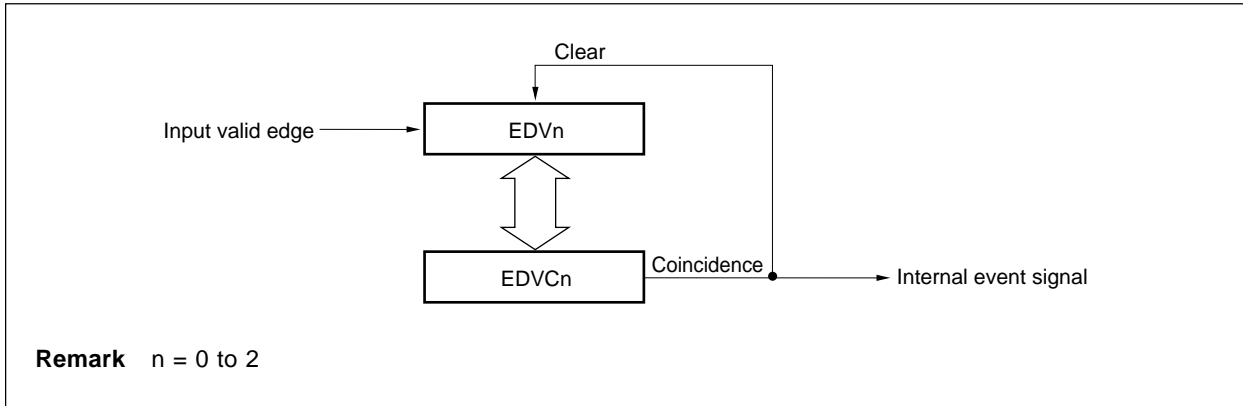 Clear
Input valid edge
EDVn
EDVCn
Coincidence
Internal event signal
Remark n = 0 to 2